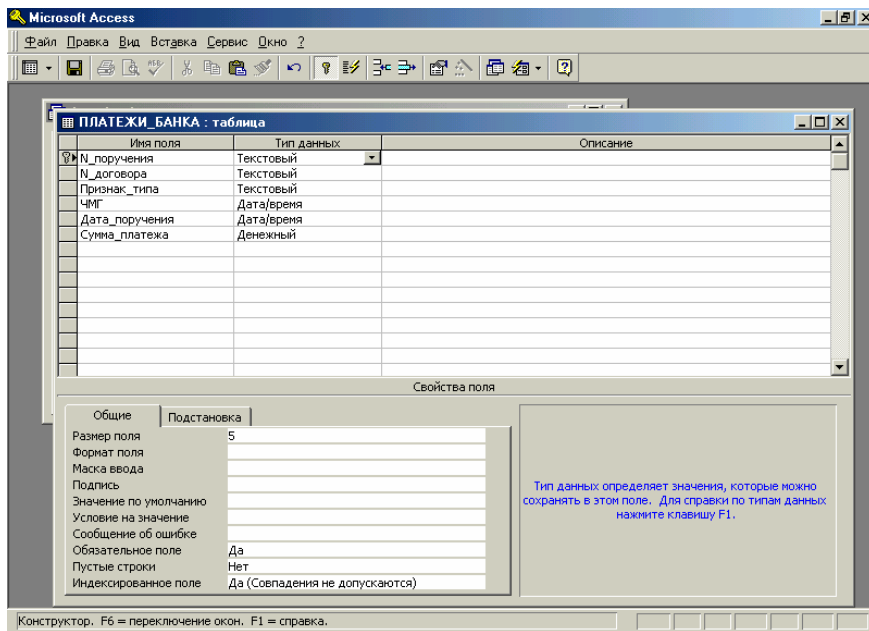 Microsoft Access
Файл Правка Вид Вставка Сервис Окно ?
ПЛАТЕЖИ_БАНКА : таблица
Имя поля Тип данных Описание
N_поручения Текстовый
N_договора Текстовый
Признак_типа Текстовый
ЧМГ Дата/время
Дата_поручения Дата/время
Сумма_платежа Денежный
Свойства поля
Общие Подстановка
Размер поля 5
Формат поля
Маска ввода
Подпись
Значение по умолчанию
Условие на значение
Сообщение об ошибке
Обязательное поле Да
Пустые строки Нет
Индексированное поле Да (Совпадения не допускаются)
Тип данных определяет значения, которые можно
сохранять в этом поле. Для справки по типам данных
нажмите клавишу F1.
Конструктор. F6 = переключение окон. F1 = справка.